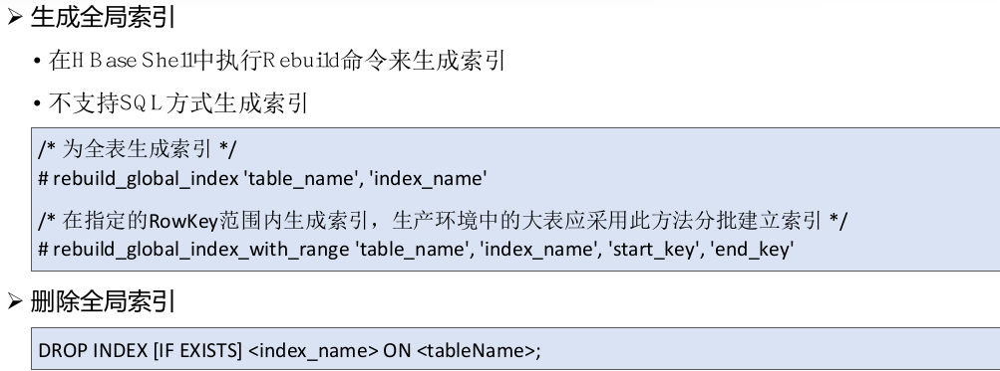 ➢ 生成全局索引
• 在HBase Shell中执行Rebuild命令来生成索引
• 不支持SQL方式生成索引
/* 为全表生成索引 */
# rebuild_global_index 'table_name', 'index_name'
/* 在指定的RowKey范围内生成索引，生产环境中的大表应采用此方法分批建立索引 */
# rebuild_global_index_with_range 'table_name', 'index_name', 'start_key', 'end_key'
➢ 删除全局索引
DROP INDEX [IF EXISTS] <index_name> ON <tableName>;